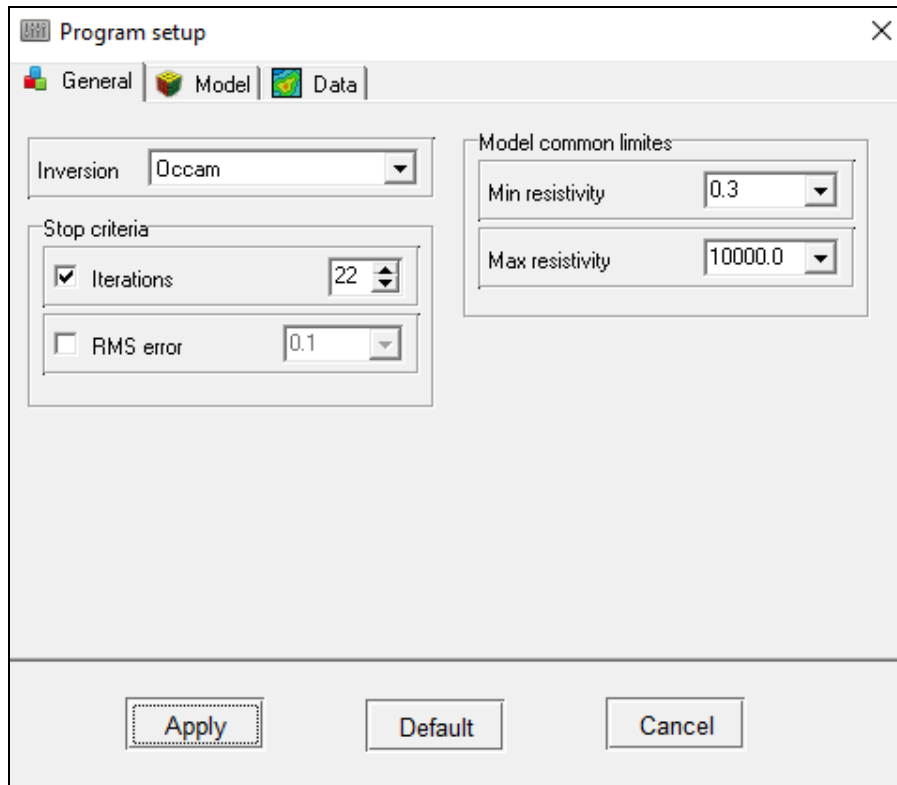 Program setup
General Model Data
Inversion Occam
Stop criteria
Iterations 22
RMS error 0.1
Model common limites
Min resistivity 0.3
Max resistivity 10000.0
Apply Default Cancel